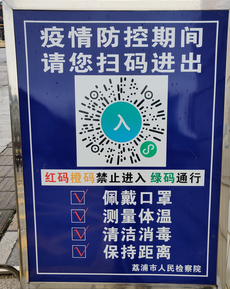 疫情防控期间
请您扫码进出
入
红码橙码禁止进入 绿码通行
佩戴口罩
测量体温
清洁消毒
保持距离
荔浦市人民检察院